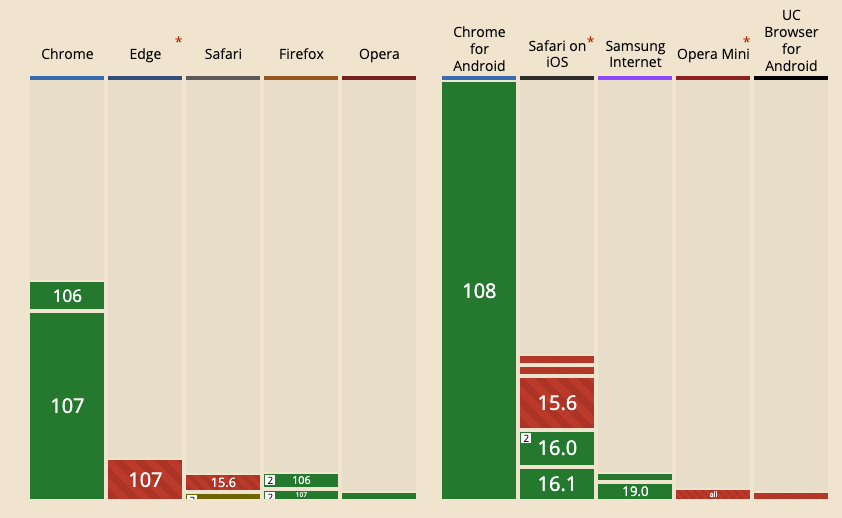 Chrome
Edge
*
Safari
Firefox
Opera
Chrome
for
Android
Safari on
iOS
*
Samsung
Internet
Opera Mini
*
UC
Browser
for
Android
106
107
107
15.6
2
2
106
2
107
108
15.6
2
16.0
16.1
19.0
all